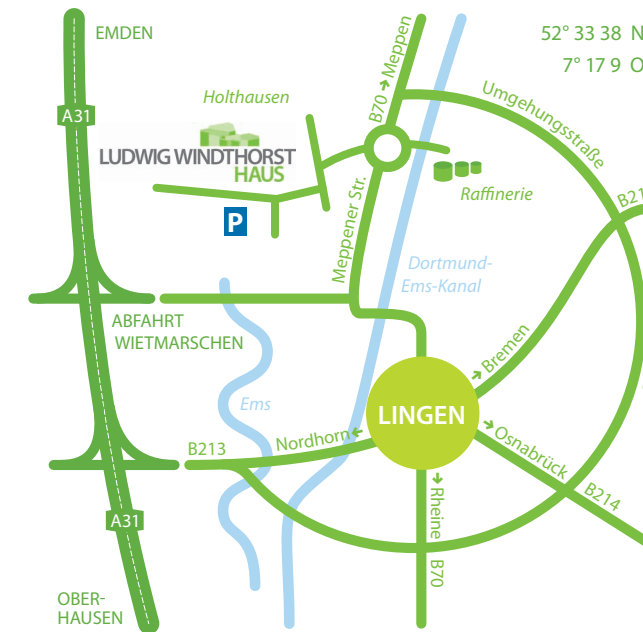 EMDEN
52° 33 38 N
7° 17 9 O
A31
Holthausen
B70 → Meppen
Umgehungsstraße
LUDWIG WINDTHORST
HAUS
P
Raffinerie
B21
Meppener Str.
Dortmund-
Ems-Kanal
ABFAHRT
WIETMARSCHEN
→ Bremen
Ems
LINGEN
B213
Nordhorn ←
→ Osnabrück
B214
→ Rheine
B70
A31
OBER-
HAUSEN